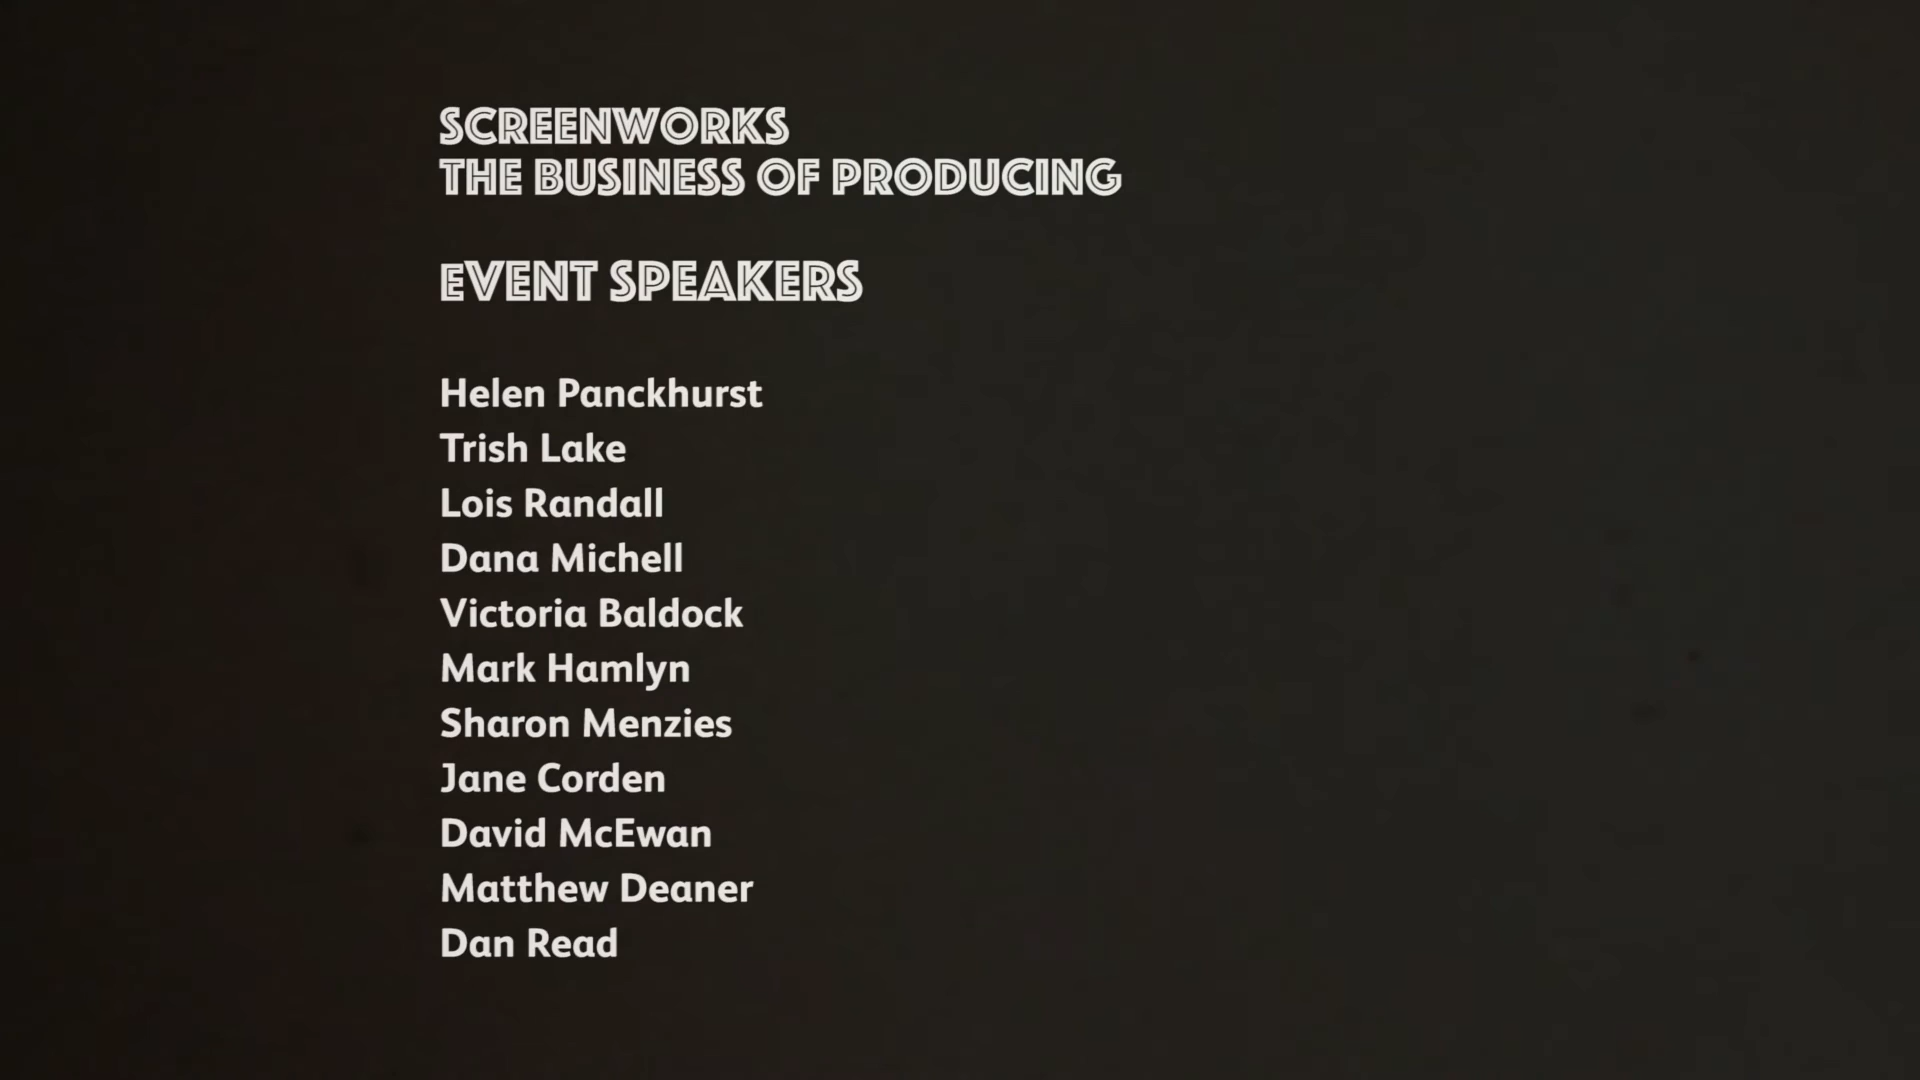 SCREENWORKS
THE BUSINESS OF PRODUCING
EVENT SPEAKERS
Helen Panckhurst
Trish Lake
Lois Randall
Dana Michell
Victoria Baldock
Mark Hamlyn
Sharon Menzies
Jane Corden
David McEwan
Matthew Deaner
Dan Read